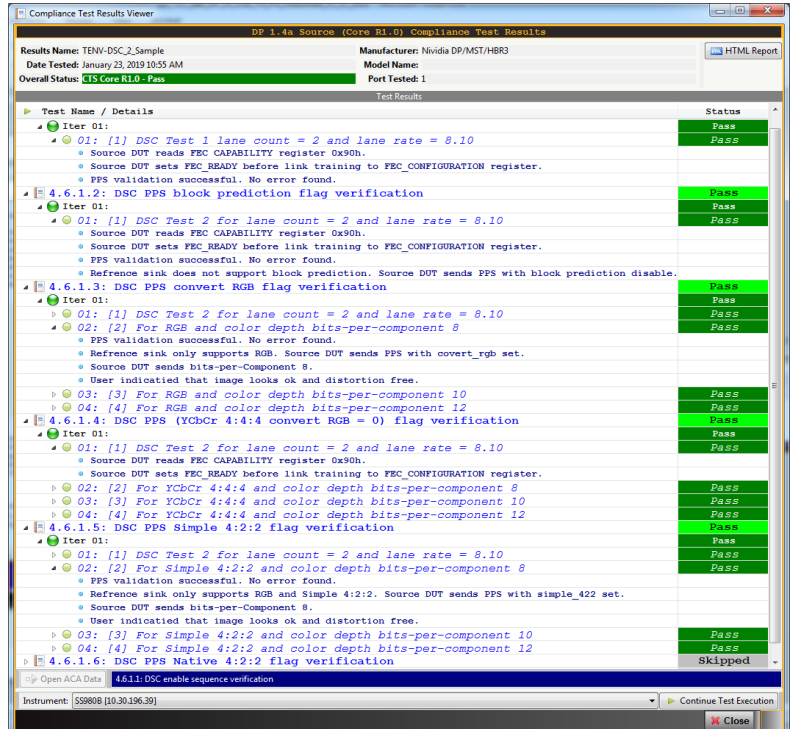 Compliance Test Results Viewer
DP 1.4a Source (Core R1.0) Compliance Test Results
Results Name: TENV-DSC_2_Sample
Manufacturer: Nividia DP/MST/HBR3
HTML Report
Date Tested: January 23, 2019 10:55 AM
Model Name:
Overall Status: CTS Core R1.0 - Pass
Port Tested: 1
Test Results
Test Name / Details Status
Iter 01: Pass
01: [1] DSC Test 1 lane count = 2 and lane rate = 8.10 Pass
Source DUT reads FEC CAPABILITY register 0x90h.
Source DUT sets FEC_READY before link training to FEC_CONFIGURATION register.
PPS validation successful. No error found.
4.6.1.2: DSC PPS block prediction flag verification Pass
Iter 01: Pass
01: [1] DSC Test 2 for lane count = 2 and lane rate = 8.10 Pass
Source DUT reads FEC CAPABILITY register 0x90h.
Source DUT sets FEC_READY before link training to FEC_CONFIGURATION register.
PPS validation successful. No error found.
Refrence sink does not support block prediction. Source DUT sends PPS with block prediction disable.
4.6.1.3: DSC PPS convert RGB flag verification Pass
Iter 01: Pass
01: [1] DSC Test 2 for lane count = 2 and lane rate = 8.10 Pass
02: [2] For RGB and color depth bits-per-component 8 Pass
PPS validation successful. No error found.
Refrence sink only supports RGB. Source DUT sends PPS with covert_rgb set.
Source DUT sends bits-per-Component 8.
User indicatied that image looks ok and distortion free.
03: [3] For RGB and color depth bits-per-component 10 Pass
04: [4] For RGB and color depth bits-per-component 12 Pass
4.6.1.4: DSC PPS (YCbCr 4:4:4 convert RGB = 0) flag verification Pass
Iter 01: Pass
01: [1] DSC Test 2 for lane count = 2 and lane rate = 8.10 Pass
Source DUT reads FEC CAPABILITY register 0x90h.
Source DUT sets FEC_READY before link training to FEC_CONFIGURATION register.
02: [2] For YCbCr 4:4:4 and color depth bits-per-component 8 Pass
03: [3] For YCbCr 4:4:4 and color depth bits-per-component 10 Pass
04: [4] For YCbCr 4:4:4 and color depth bits-per-component 12 Pass
4.6.1.5: DSC PPS Simple 4:2:2 flag verification Pass
Iter 01: Pass
01: [1] DSC Test 2 for lane count = 2 and lane rate = 8.10 Pass
02: [2] For Simple 4:2:2 and color depth bits-per-component 8 Pass
PPS validation successful. No error found.
Refrence sink only supports RGB and Simple 4:2:2. Source DUT sends PPS with simple_422 set.
Source DUT sends bits-per-Component 8.
User indicatied that image looks ok and distortion free.
03: [3] For Simple 4:2:2 and color depth bits-per-component 10 Pass
04: [4] For Simple 4:2:2 and color depth bits-per-component 12 Pass
4.6.1.6: DSC PPS Native 4:2:2 flag verification Skipped
Open ACA Data 4.6.1.1: DSC enable sequence verification
Instrument: SS980B [10.30.196.39] Continue Test Execution
Close